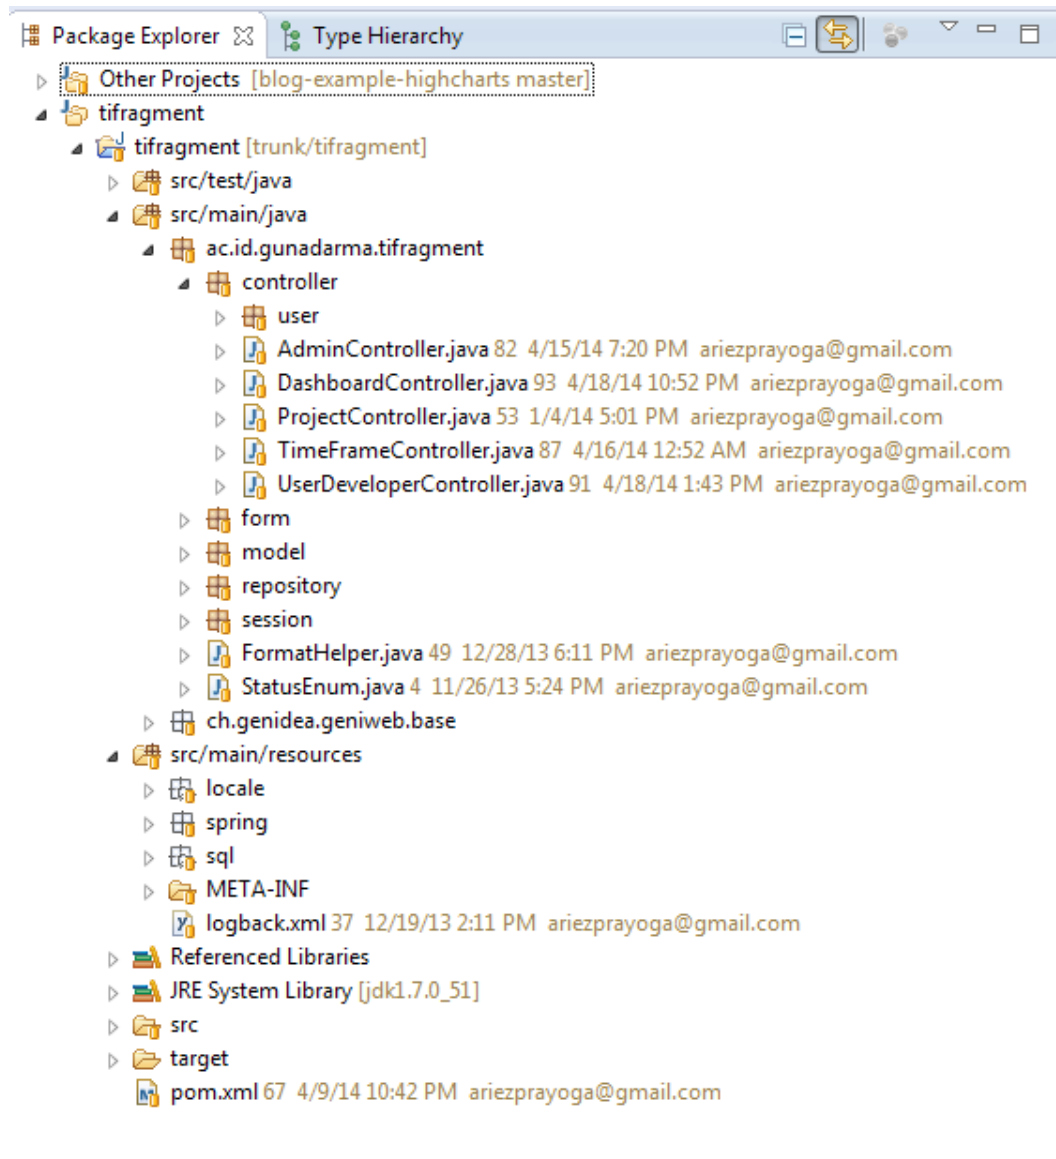 Package Explorer Type Hierarchy
Other Projects [blog-example-highcharts master]
tifragment
tifragment [trunk/tifragment]
src/test/java
src/main/java
ac.id.gunadarma.tifragment
controller
user
AdminController.java 82 4/15/14 7:20 PM ariezprayoga@gmail.com
DashboardController.java 93 4/18/14 10:52 PM ariezprayoga@gmail.com
ProjectController.java 53 1/4/14 5:01 PM ariezprayoga@gmail.com
TimeFrameController.java 87 4/16/14 12:52 AM ariezprayoga@gmail.com
UserDeveloperController.java 91 4/18/14 1:43 PM ariezprayoga@gmail.com
form
model
repository
session
FormatHelper.java 49 12/28/13 6:11 PM ariezprayoga@gmail.com
StatusEnum.java 4 11/26/13 5:24 PM ariezprayoga@gmail.com
ch.genidea.geniweb.base
src/main/resources
locale
spring
sql
META-INF
logback.xml 37 12/19/13 2:11 PM ariezprayoga@gmail.com
Referenced Libraries
JRE System Library [jdk1.7.0_51]
src
target
pom.xml 67 4/9/14 10:42 PM ariezprayoga@gmail.com